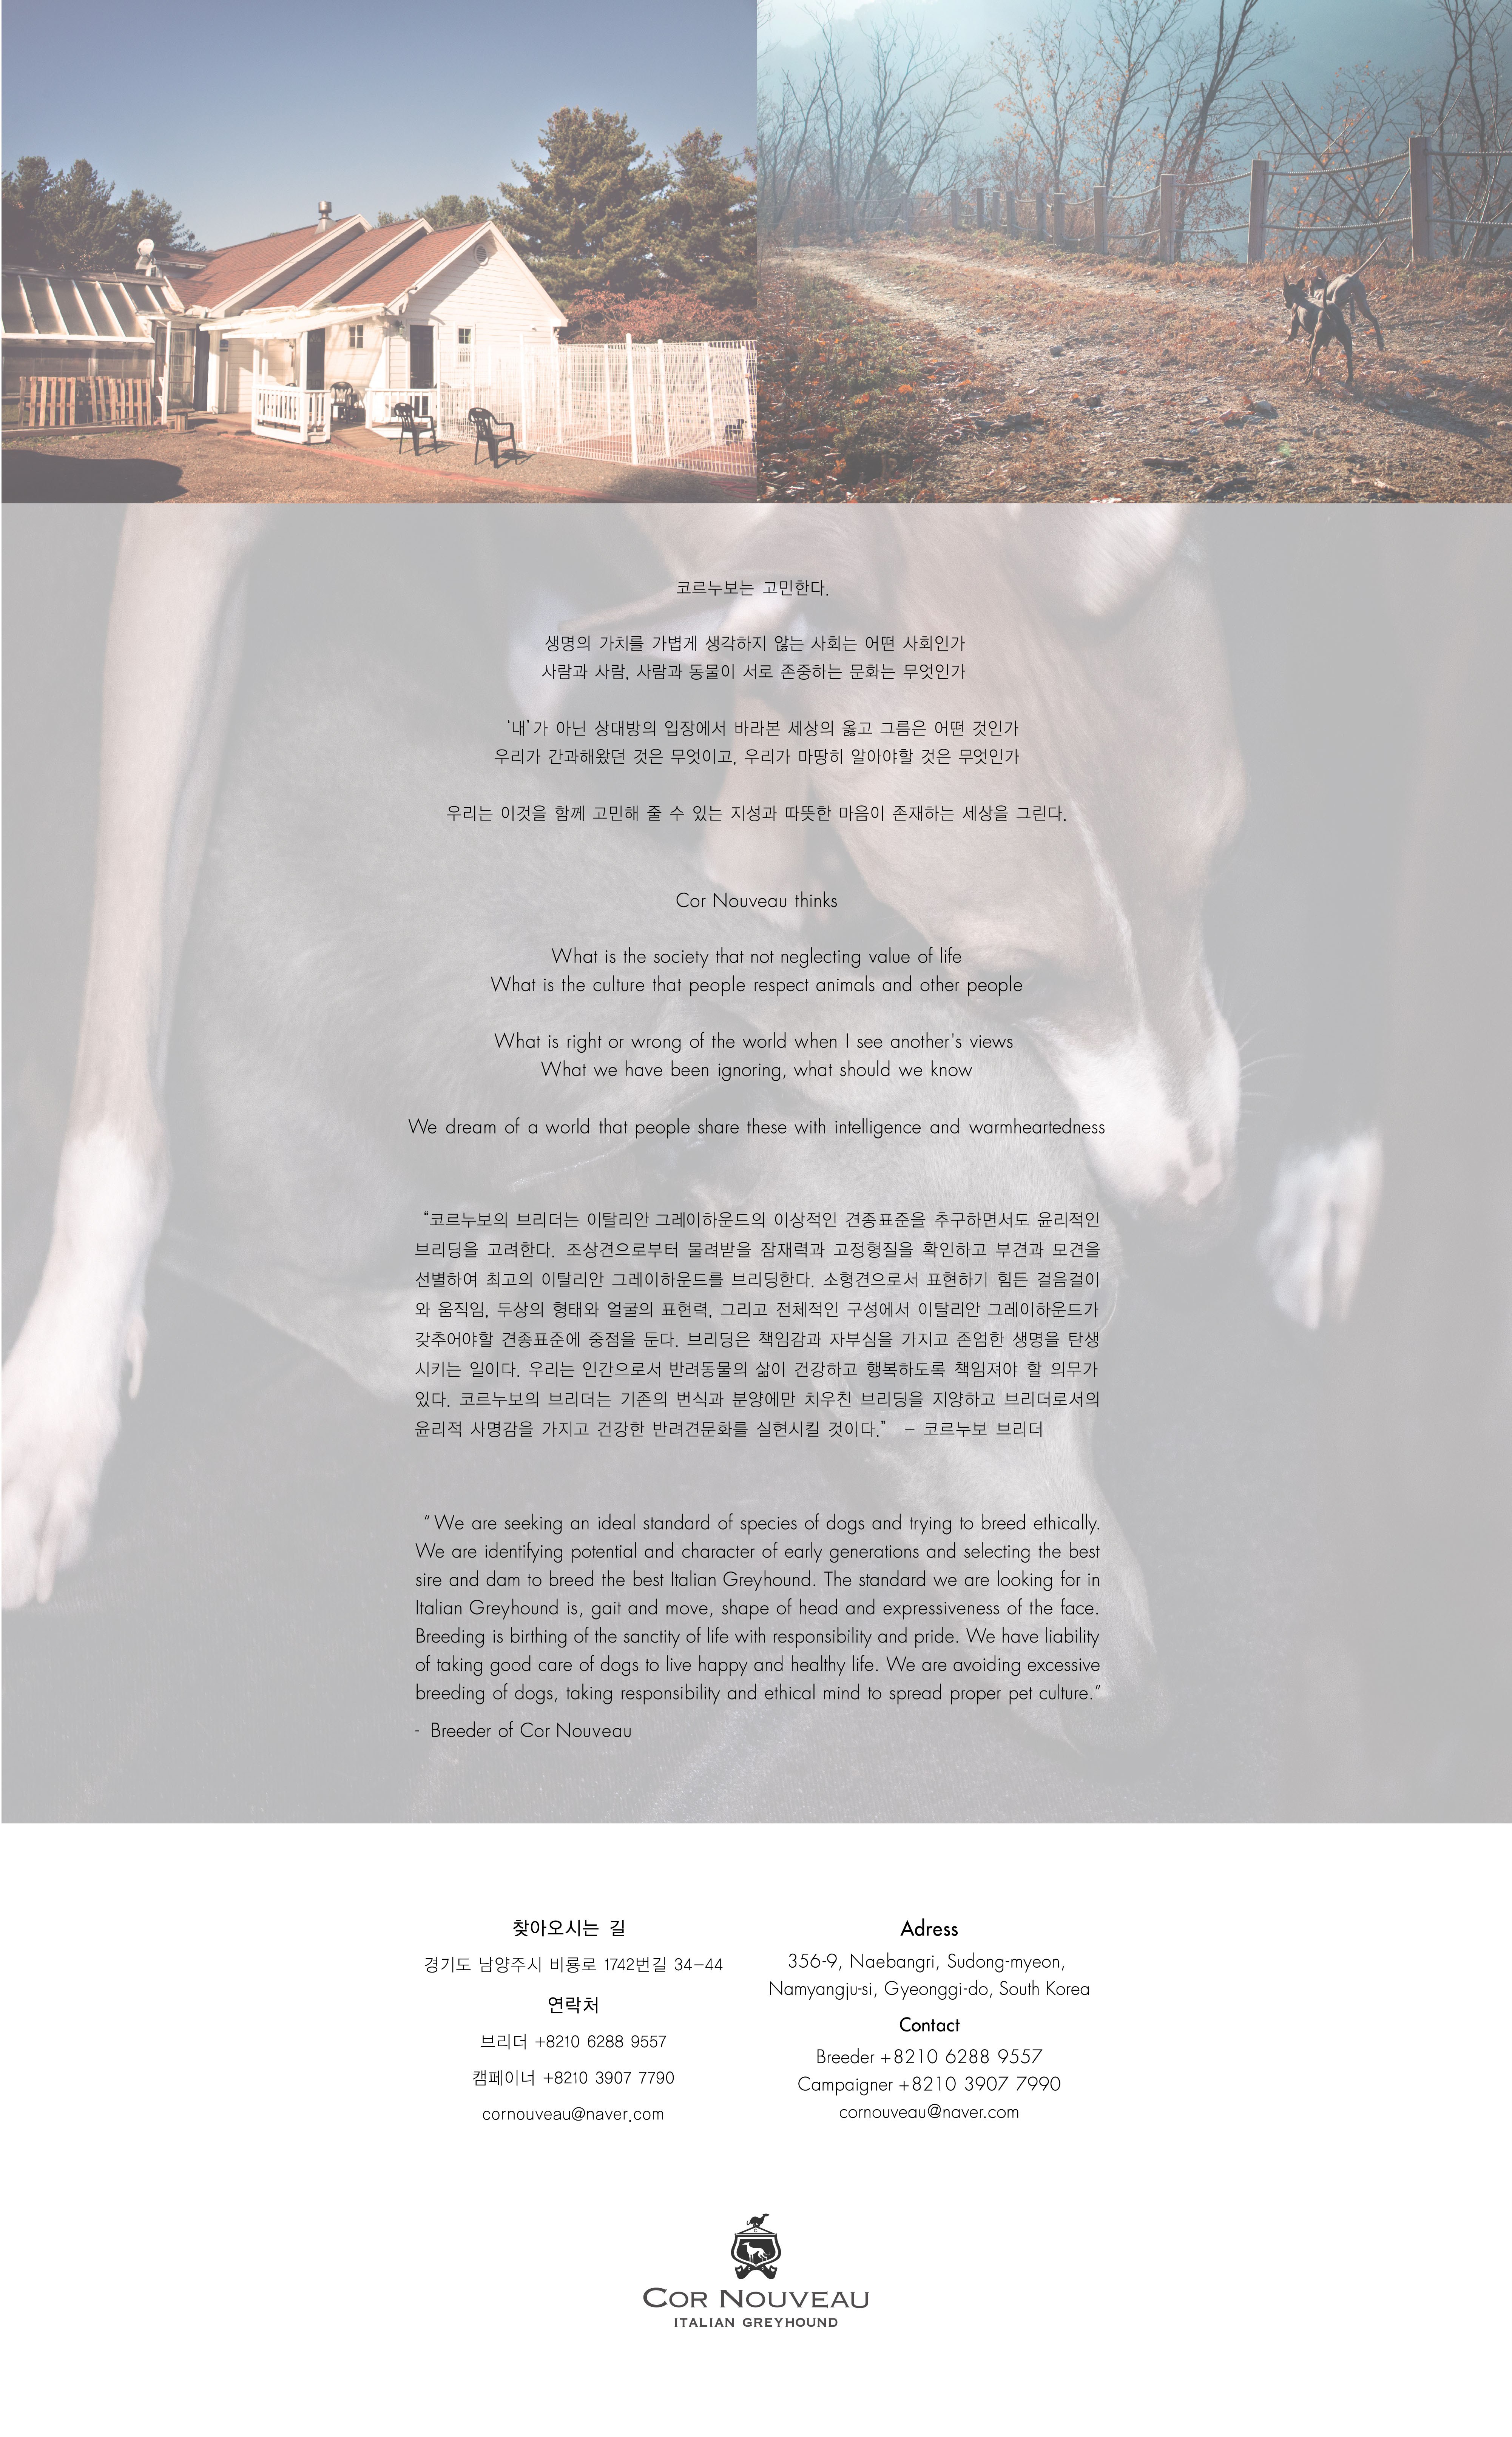 코르누보는 고민한다.
생명의 가치를 가볍게 생각하지 않는 사회는 어떤 사회인가
사람과 사람, 사람과 동물이 서로 존중하는 문화는 무엇인가
‘내’가 아닌 상대방의 입장에서 바라본 세상의 옳고 그름은 어떤 것인가
우리가 간과해왔던 것은 무엇이고, 우리가 마땅히 알아야할 것은 무엇인가
우리는 이것을 함께 고민해 줄 수 있는 지성과 따뜻한 마음이 존재하는 세상을 그린다.
Cor Nouveau thinks
What is the society that not neglecting value of life
What is the culture that people respect animals and other people
What is right or wrong of the world when I see another's views
What we have been ignoring, what should we know
We dream of a world that people share these with intelligence and warmheartedness
“코르누보의 브리더는 이탈리안 그레이하운드의 이상적인 견종표준을 추구하면서도 윤리적인
브리딩을 고려한다. 조상견으로부터 물려받을 잠재력과 고정형질을 확인하고 부견과 모견을
선별하여 최고의 이탈리안 그레이하운드를 브리딩한다. 소형견으로서 표현하기 힘든 걸음걸이
와 움직임, 두상의 형태와 얼굴의 표현력, 그리고 전체적인 구성에서 이탈리안 그레이하운드가
갖추어야할 견종표준에 중점을 둔다. 브리딩은 책임감과 자부심을 가지고 존엄한 생명을 탄생
시키는 일이다. 우리는 인간으로서 반려동물의 삶이 건강하고 행복하도록 책임져야 할 의무가
있다. 코르누보의 브리더는 기존의 번식과 분양에만 치우친 브리딩을 지양하고 브리더로서의
윤리적 사명감을 가지고 건강한 반려견문화를 실현시킬 것이다.” - 코르누보 브리더
“ We are seeking an ideal standard of species of dogs and trying to breed ethically.
We are identifying potential and character of early generations and selecting the best
sire and dam to breed the best Italian Greyhound. The standard we are looking for in
Italian Greyhound is, gait and move, shape of head and expressiveness of the face.
Breeding is birthing of the sanctity of life with responsibility and pride. We have liability
of taking good care of dogs to live happy and healthy life. We are avoiding excessive
breeding of dogs, taking responsibility and ethical mind to spread proper pet culture.”
- Breeder of Cor Nouveau
찾아오시는 길
경기도 남양주시 비룡로 1742번길 34-44
연락처
브리더 +8210 6288 9557
캠페이너 +8210 3907 7790
cornouveau@naver.com
Adress
356-9, Naebangri, Sudong-myeon,
Namyangju-si, Gyeonggi-do, South Korea
Contact
Breeder +8210 6288 9557
Campaigner +8210 3907 7990
cornouveau@naver.com
COR NOUVEAU
ITALIAN GREYHOUND